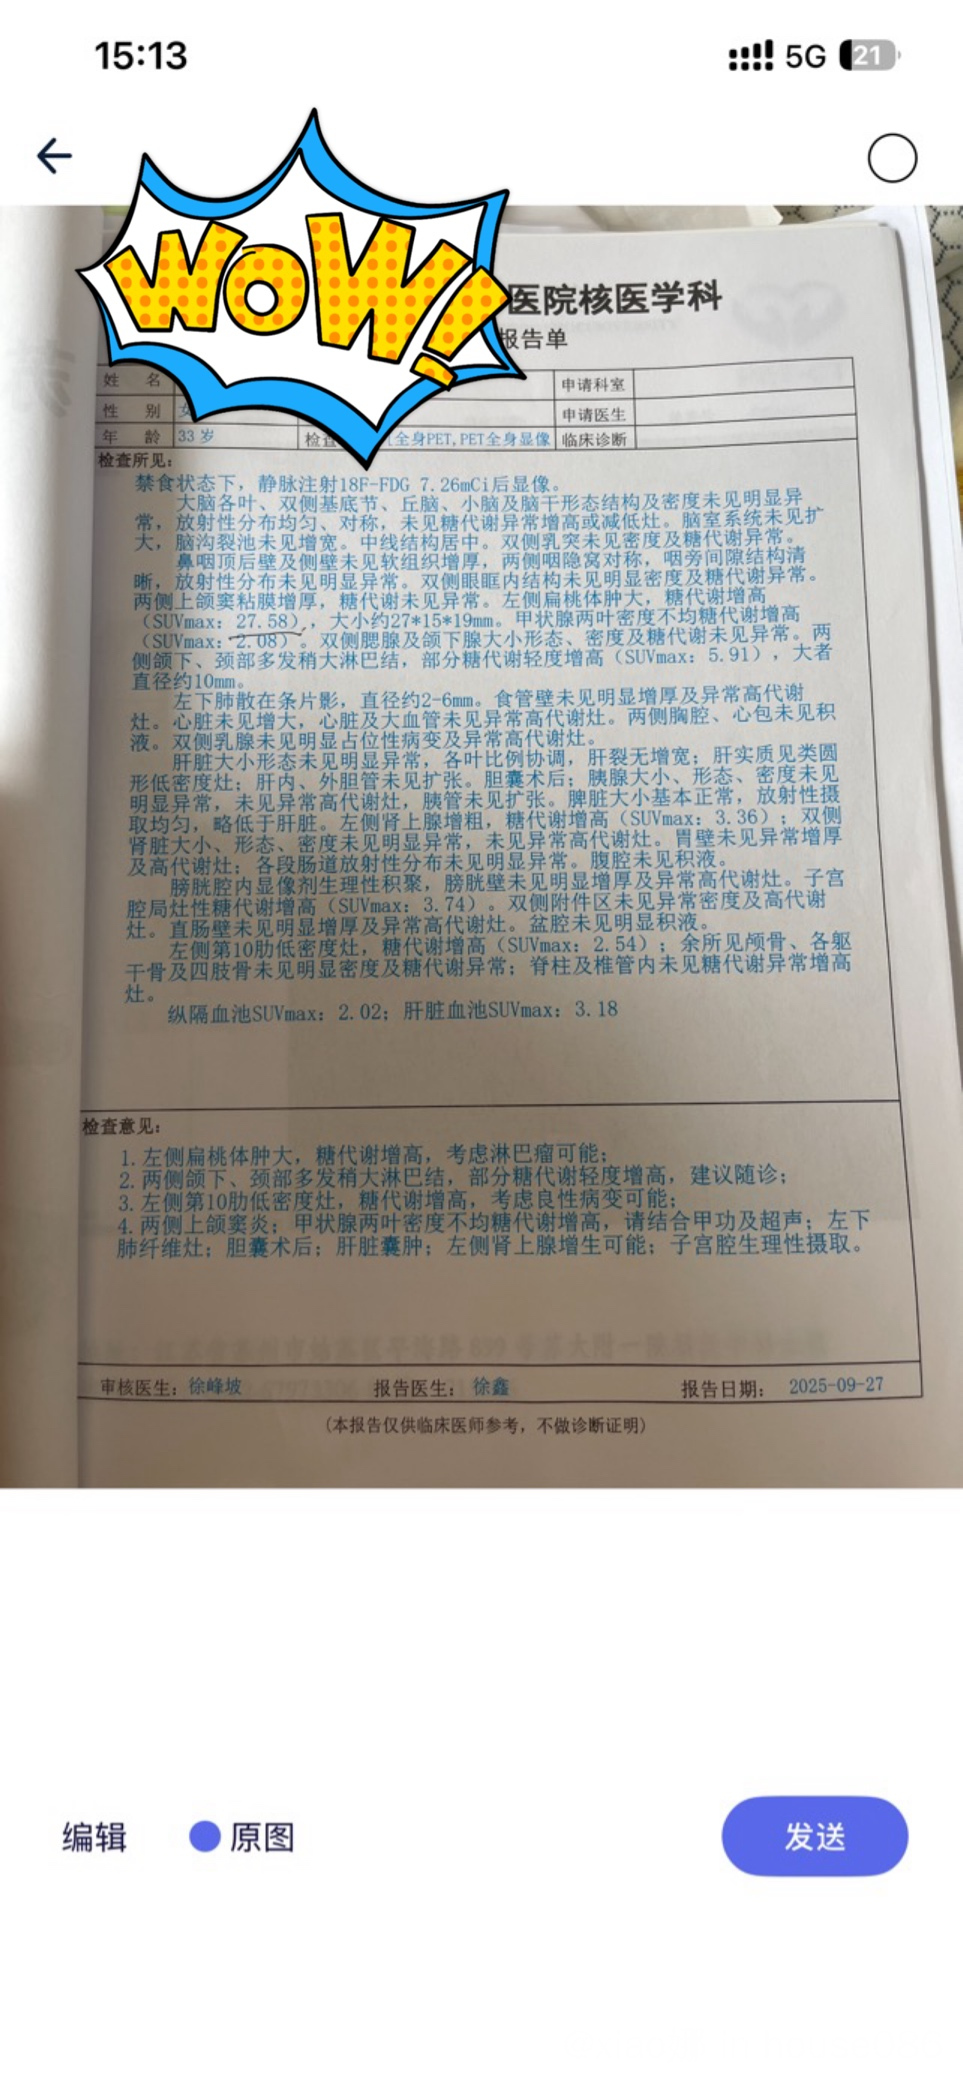 15:13
5G 21
WOW!
医院核医学科
报告单
姓 名
申请科室
性 别 女
申请医生
年 龄 33 岁 检查 全身PET,PET全身显像 临床诊断
检查所见:
禁食状态下，静脉注射18F-FDG 7.26mCi后显像。
大脑各叶、双侧基底节、丘脑、小脑及脑干形态结构及密度未见明显异
常，放射性分布均匀、对称，未见糖代谢异常增高或减低灶。脑室系统未见扩
大，脑沟裂池未见增宽。中线结构居中。双侧乳突未见密度及糖代谢异常。
鼻咽顶后壁及侧壁未见软组织增厚，两侧咽隐窝对称，咽旁间隙结构清
晰，放射性分布未见明显异常。双侧眼眶内结构未见明显密度及糖代谢异常。
两侧上颌窦粘膜增厚，糖代谢未见异常。左侧扁桃体肿大，糖代谢增高
（SUVmax: 27.58），大小约27*15*19mm。甲状腺两叶密度不均糖代谢增高
（SUVmax: 2.08）。双侧腮腺及颌下腺大小形态、密度及糖代谢未见异常。两
侧颌下、颈部多发稍大淋巴结，部分糖代谢轻度增高（SUVmax: 5.91），大者
直径约10mm。
左下肺散在条片影，直径约2-6mm。食管壁未见明显增厚及异常高代谢
灶。心脏未见增大，心脏及大血管未见异常高代谢灶。两侧胸腔、心包未见积
液。双侧乳腺未见明显占位性病变及异常高代谢灶。
肝脏大小形态未见明显异常，各叶比例协调，肝裂无增宽；肝实质见类圆
形低密度灶；肝内、外胆管未见扩张。胆囊术后；胰腺大小、形态、密度未见
明显异常，未见异常高代谢灶，胰管未见扩张。脾脏大小基本正常，放射性摄
取均匀，略低于肝脏。左侧肾上腺增粗，糖代谢增高（SUVmax: 3.36）；双侧
肾脏大小、形态、密度未见明显异常，未见异常高代谢灶。胃壁未见异常增厚
及高代谢灶；各段肠道放射性分布未见明显异常。腹腔未见积液。
膀胱腔内显像剂生理性积聚，膀胱壁未见明显增厚及异常高代谢灶。子宫
腔局灶性糖代谢增高（SUVmax: 3.74）。双侧附件区未见异常密度及高代谢
灶。直肠壁未见明显增厚及异常高代谢灶。盆腔未见明显积液。
左侧第10肋低密度灶，糖代谢增高（SUVmax: 2.54）；余所见颅骨、各躯
干骨及四肢骨未见明显密度及糖代谢异常；脊柱及椎管内未见糖代谢异常增高
灶。
纵隔血池SUVmax: 2.02；肝脏血池SUVmax: 3.18
检查意见:
1.左侧扁桃体肿大，糖代谢增高，考虑淋巴瘤可能；
2.两侧颌下、颈部多发稍大淋巴结，部分糖代谢轻度增高，建议随诊；
3.左侧第10肋低密度灶，糖代谢增高，考虑良性病变可能；
4.两侧上颌窦炎；甲状腺两叶密度不均糖代谢增高，请结合甲功及超声；左下
肺纤维灶；胆囊术后；肝脏囊肿；左侧肾上腺增生可能；子宫腔生理性摄取。
审核医生: 徐峰坡 报告医生: 徐鑫 报告日期: 2025-09-27
(本报告仅供临床医师参考，不做诊断证明)
编辑 原图 发送